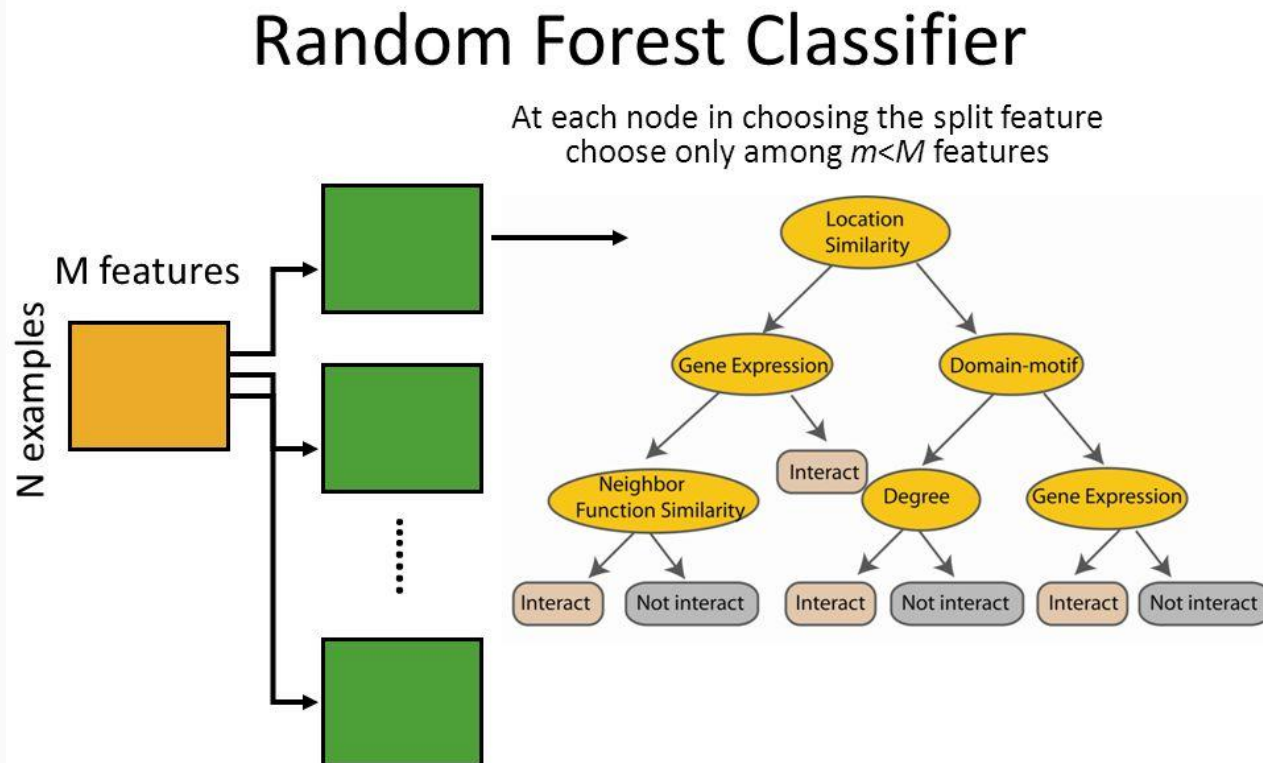 Random Forest Classifier
At each node in choosing the split feature
choose only among m<M features
M features
N examples
Location
Similarity
Gene Expression
Domain-motif
Interact
Neighbor
Function Similarity
Degree
Gene Expression
Interact
Not interact
Interact
Not interact
Interact
Not interact